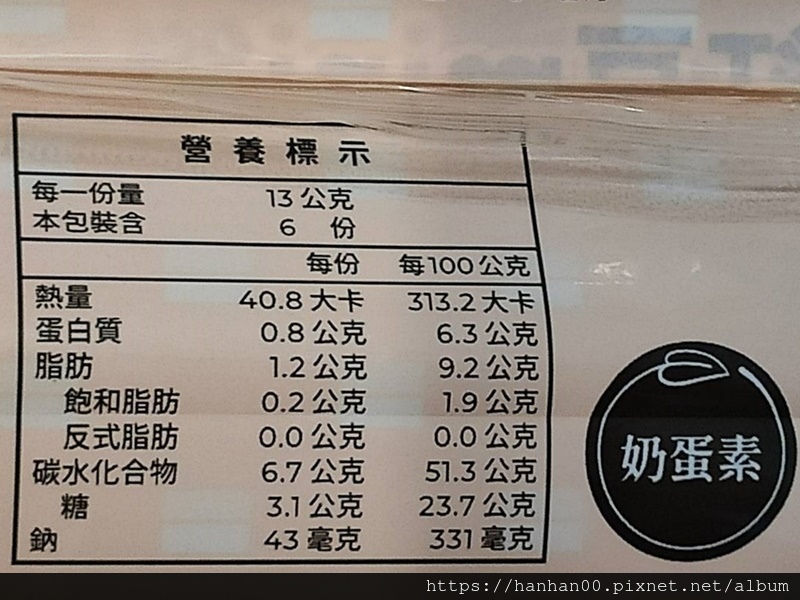 營養標示
每一份量 13 公克
本包裝含 6 份
每份 每100公克
熱量 40.8 大卡 313.2 大卡
蛋白質 0.8 公克 6.3 公克
脂肪 1.2 公克 9.2 公克
飽和脂肪 0.2 公克 1.9 公克
反式脂肪 0.0 公克 0.0 公克
碳水化合物 6.7 公克 51.3 公克
糖 3.1 公克 23.7 公克
鈉 43 毫克 331 毫克
奶蛋素
https://hanhan00.pixnet.net/album